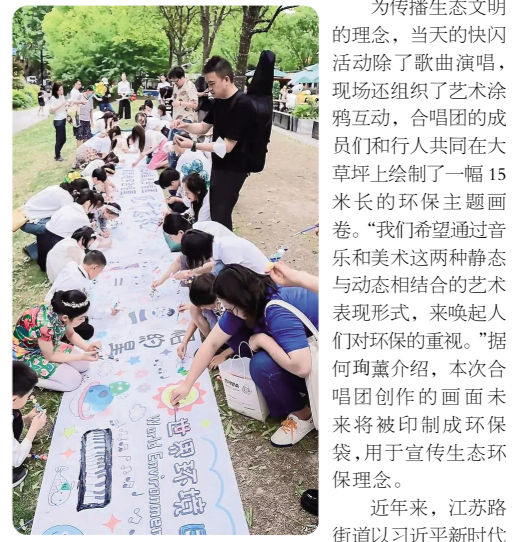 为传播生态文明
的理念，当天的快闪
活动除了歌曲演唱，
现场还组织了艺术涂
鸦互动，合唱团的成
员们和行人共同在大
草坪上绘制了一幅 15
米长的环保主题画
卷。“我们希望通过音
乐和美术这两种静态
与动态相结合的艺术
表现形式，来唤起人
们对环保的重视。”据
何珣薰介绍，本次合
唱团创作的画面未
来将被印制成环保
袋，用于宣传生态环
保理念。
近年来，江苏路
街道以习近平新时代
世界环境
World Environmen